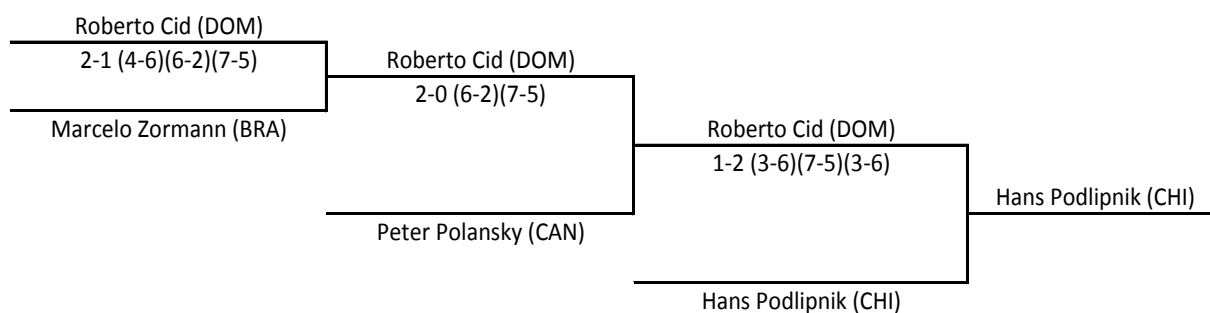 Roberto Cid (DOM)
2-1 (4-6)(6-2)(7-5)
Marcelo Zormann (BRA)
Roberto Cid (DOM)
2-0 (6-2)(7-5)
Peter Polansky (CAN)
Roberto Cid (DOM)
1-2 (3-6)(7-5)(3-6)
Hans Podlipnik (CHI)
Hans Podlipnik (CHI)